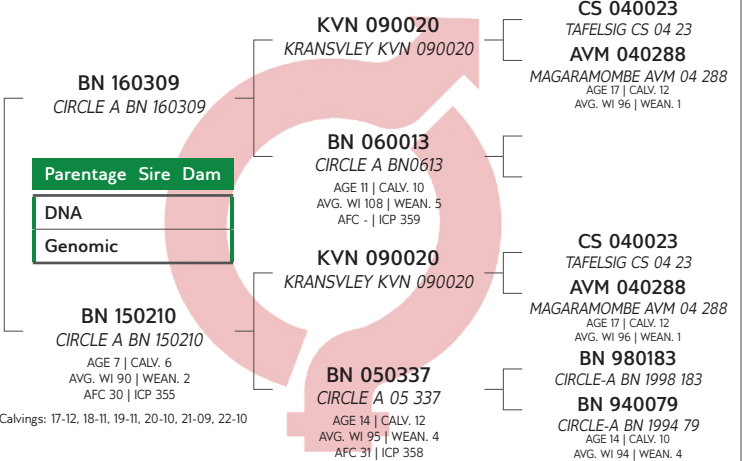 BN 160309
CIRCLE A BN 160309
Parentage Sire Dam
DNA
Genomic
BN 150210
CIRCLE A BN 150210
AGE 7 | CALV. 6
AVG. WI 90 | WEAN. 2
AFC 30 | ICP 355
Calvings: 17-12, 18-11, 19-11, 20-10, 21-09, 22-10
KVN 090020
KRANSVLEY KVN 090020
BN 060013
CIRCLE A BN0613
AGE 11 | CALV. 10
AVG. WI 108 | WEAN. 5
AFC - | ICP 359
KVN 090020
KRANSVLEY KVN 090020
BN 050337
CIRCLE A 05 337
AGE 14 | CALV. 12
AVG. WI 95 | WEAN. 4
AFC 31 | ICP 358
CS 040023
TAFELSIG CS 04 23
AVM 040288
MAGARAMOMBE AVM 04 288
AGE 17 | CALV. 12
AVG. WI 96 | WEAN. 1
CS 040023
TAFELSIG CS 04 23
AVM 040288
MAGARAMOMBE AVM 04 288
AGE 17 | CALV. 12
AVG. WI 96 | WEAN. 1
BN 980183
CIRCLE-A BN 1998 183
BN 940079
CIRCLE-A BN 1994 79
AGE 14 | CALV. 10
AVG. WI 94 | WEAN. 4